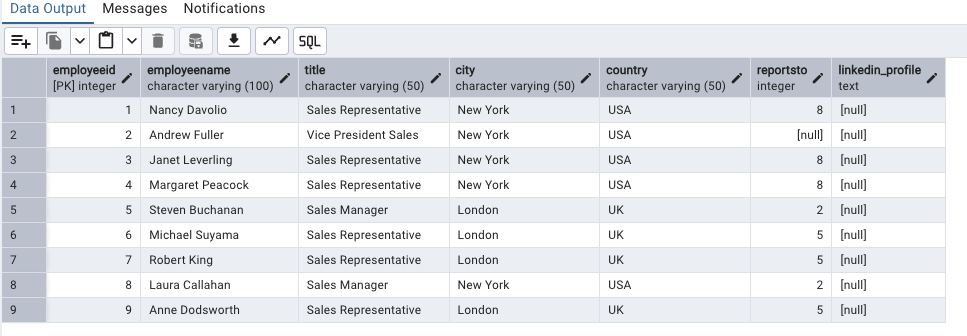 Data Output Messages Notifications
SQL
employeeid employeename title city country reportsto linkedin_profile
[PK] integer character varying (100) character varying (50) character varying (50) character varying (50) integer text
1 1 Nancy Davolio Sales Representative New York USA 8 [null]
2 2 Andrew Fuller Vice President Sales New York USA [null] [null]
3 3 Janet Leverling Sales Representative New York USA 8 [null]
4 4 Margaret Peacock Sales Representative New York USA 8 [null]
5 5 Steven Buchanan Sales Manager London UK 2 [null]
6 6 Michael Suyama Sales Representative London UK 5 [null]
7 7 Robert King Sales Representative London UK 5 [null]
8 8 Laura Callahan Sales Manager New York USA 2 [null]
9 9 Anne Dodsworth Sales Representative London UK 5 [null]